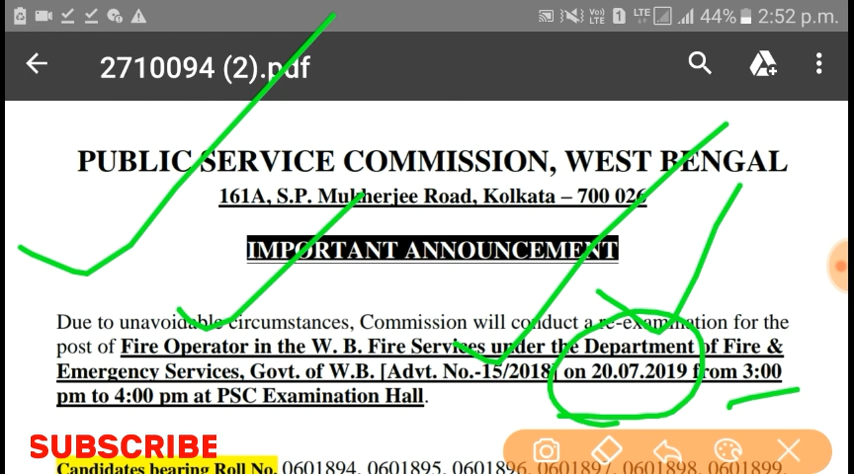 Vo) LTE 1 LTE 44% 2:52 p.m.
2710094 (2).pdf
PUBLIC SERVICE COMMISSION, WEST BENGAL
161A, S.P. Mukherjee Road, Kolkata – 700 026
IMPORTANT ANNOUNCEMENT
Due to unavoidable circumstances, Commission will conduct a re-examination for the
post of Fire Operator in the W. B. Fire Services under the Department of Fire &
Emergency Services, Govt. of W.B. [Advt. No.-15/2018] on 20.07.2019 from 3:00
pm to 4:00 pm at PSC Examination Hall.
SUBSCRIBE
Candidates bearing Roll No. 0601894, 0601895, 0601896, 0601897, 0601898, 0601899